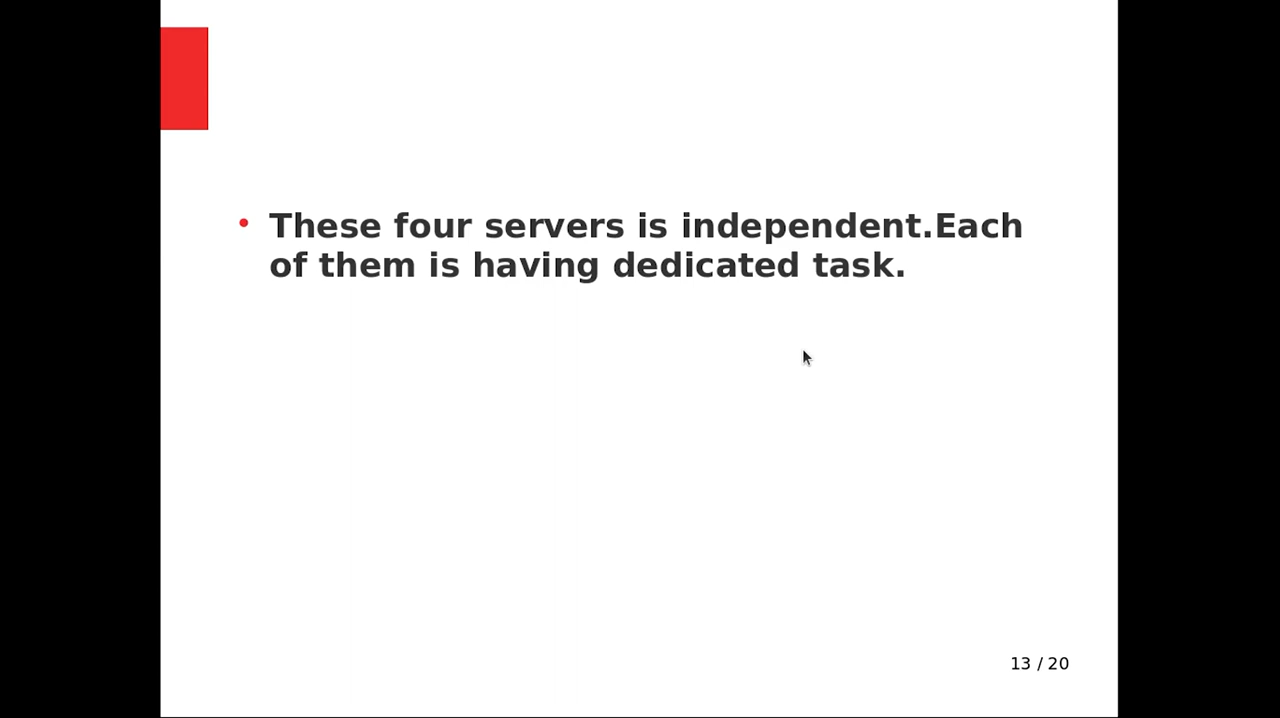 • These four servers is independent.Each
of them is having dedicated task.
13 / 20